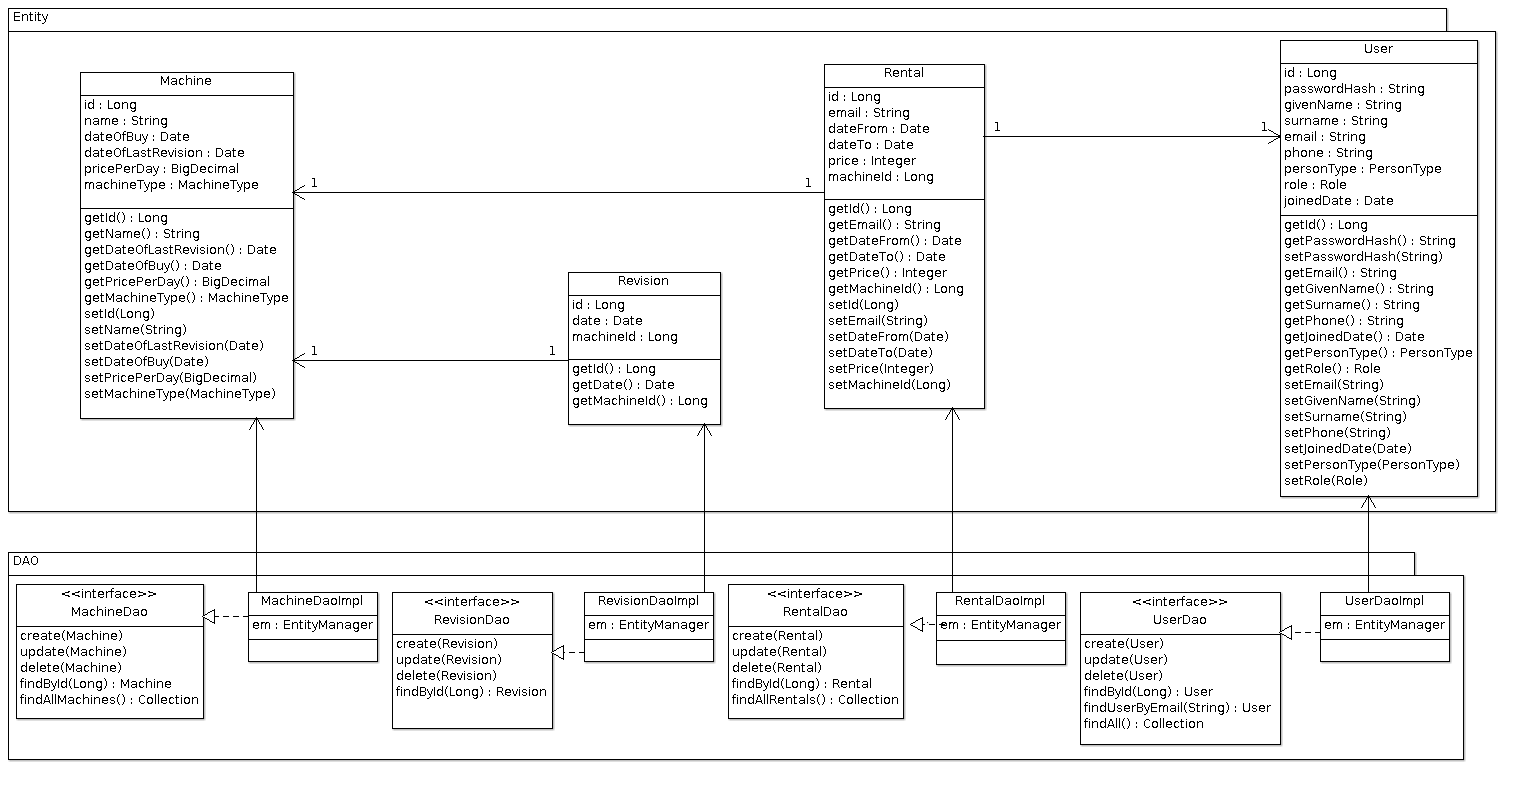 Entity
Machine
id : Long
name : String
dateOfBuy : Date
dateOfLastRevision : Date
pricePerDay : BigDecimal
machineType : MachineType
getId() : Long
getName() : String
getDateOfLastRevision() : Date
getDateOfBuy() : Date
getPricePerDay() : BigDecimal
getMachineType() : MachineType
setId(Long)
setName(String)
setDateOfLastRevision(Date)
setDateOfBuy(Date)
setPricePerDay(BigDecimal)
setMachineType(MachineType)
1
1
1
1
Revision
id : Long
date : Date
machineId : Long
getId() : Long
getDate() : Date
getMachineId() : Long
Rental
id : Long
email : String
dateFrom : Date
dateTo : Date
price : Integer
machineId : Long
getId() : Long
getEmail() : String
getDateFrom() : Date
getDateTo() : Date
getPrice() : Integer
getMachineId() : Long
setId(Long)
setEmail(String)
setDateFrom(Date)
setDateTo(Date)
setPrice(Integer)
setMachineId(Long)
1
1
User
id : Long
passwordHash : String
givenName : String
surname : String
email : String
phone : String
personType : PersonType
role : Role
joinedDate : Date
getId() : Long
getPasswordHash() : String
setPasswordHash(String)
getEmail() : String
getGivenName() : String
getSurname() : String
getPhone() : String
getJoinedDate() : Date
getPersonType() : PersonType
getRole() : Role
setEmail(String)
setGivenName(String)
setSurname(String)
setPhone(String)
setJoinedDate(Date)
setPersonType(PersonType)
setRole(Role)
DAO
<<interface>>
MachineDao
create(Machine)
update(Machine)
delete(Machine)
findById(Long) : Machine
findAllMachines() : Collection
MachineDaoImpl
em : EntityManager
<<interface>>
RevisionDao
create(Revision)
update(Revision)
delete(Revision)
findById(Long) : Revision
RevisionDaoImpl
em : EntityManager
<<interface>>
RentalDao
create(Rental)
update(Rental)
delete(Rental)
findById(Long) : Rental
findAllRentals() : Collection
RentalDaoImpl
em : EntityManager
<<interface>>
UserDao
create(User)
update(User)
delete(User)
findById(Long) : User
findUserByEmail(String) : User
findAll() : Collection
UserDaoImpl
em : EntityManager